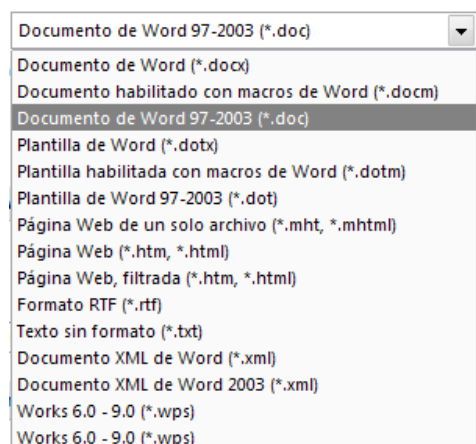 Documento de Word 97-2003 (*.doc)
Documento de Word (*.docx)
Documento habilitado con macros de Word (*.docm)
Documento de Word 97-2003 (*.doc)
Plantilla de Word (*.dotx)
Plantilla habilitada con macros de Word (*.dotm)
Plantilla de Word 97-2003 (*.dot)
Página Web de un solo archivo (*.mht, *.mhtml)
Página Web (*.htm, *.html)
Página Web, filtrada (*.htm, *.html)
Formato RTF (*.rtf)
Texto sin formato (*.txt)
Documento XML de Word (*.xml)
Documento XML de Word 2003 (*.xml)
Works 6.0 - 9.0 (*.wps)
Works 6.0 - 9.0 (*.wps)